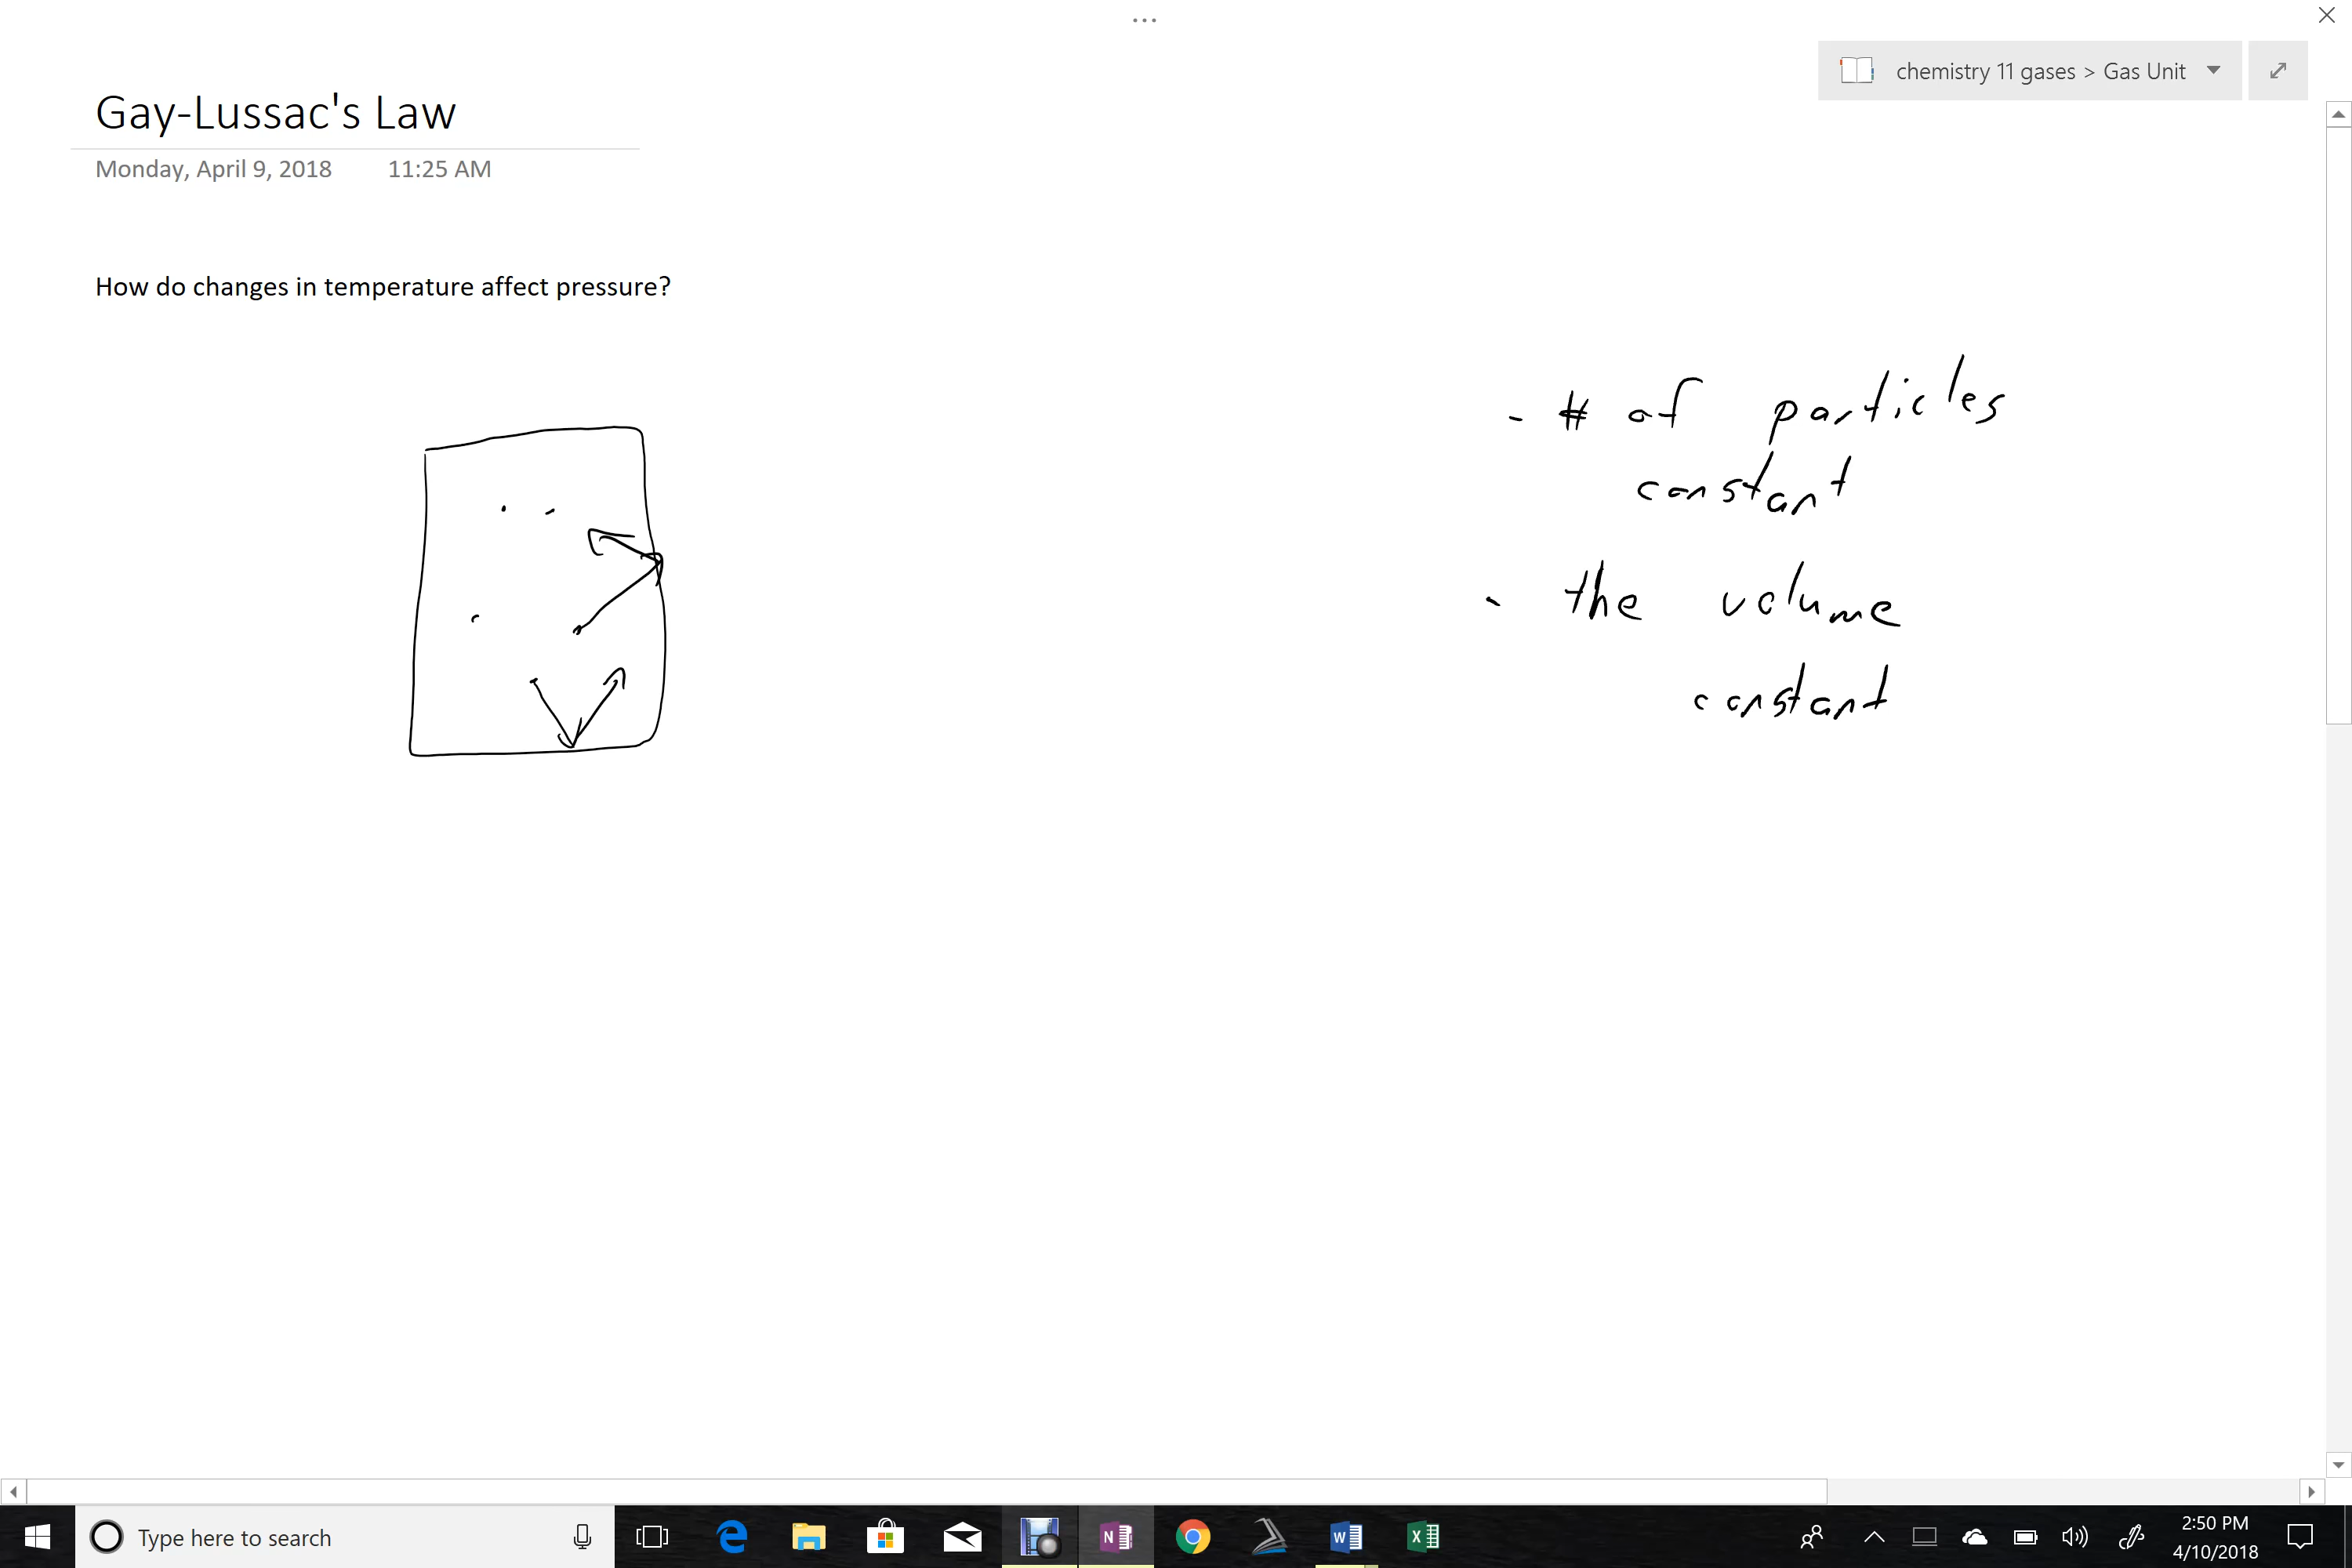 ...
chemistry 11 gases > Gas Unit
Gay-Lussac's Law
Monday, April 9, 2018 11:25 AM
How do changes in temperature affect pressure?
- # of particles
constant
- the volume
constant
Type here to search
2:50 PM
4/10/2018